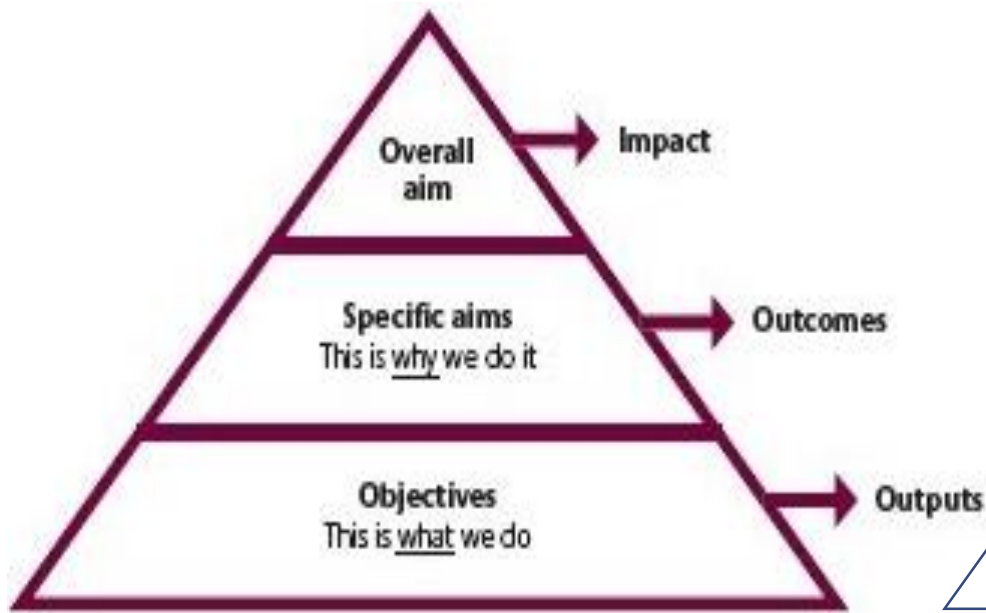 Overall
aim
Impact
Specific aims
This is why we do it
Outcomes
Objectives
This is what we do
Outputs